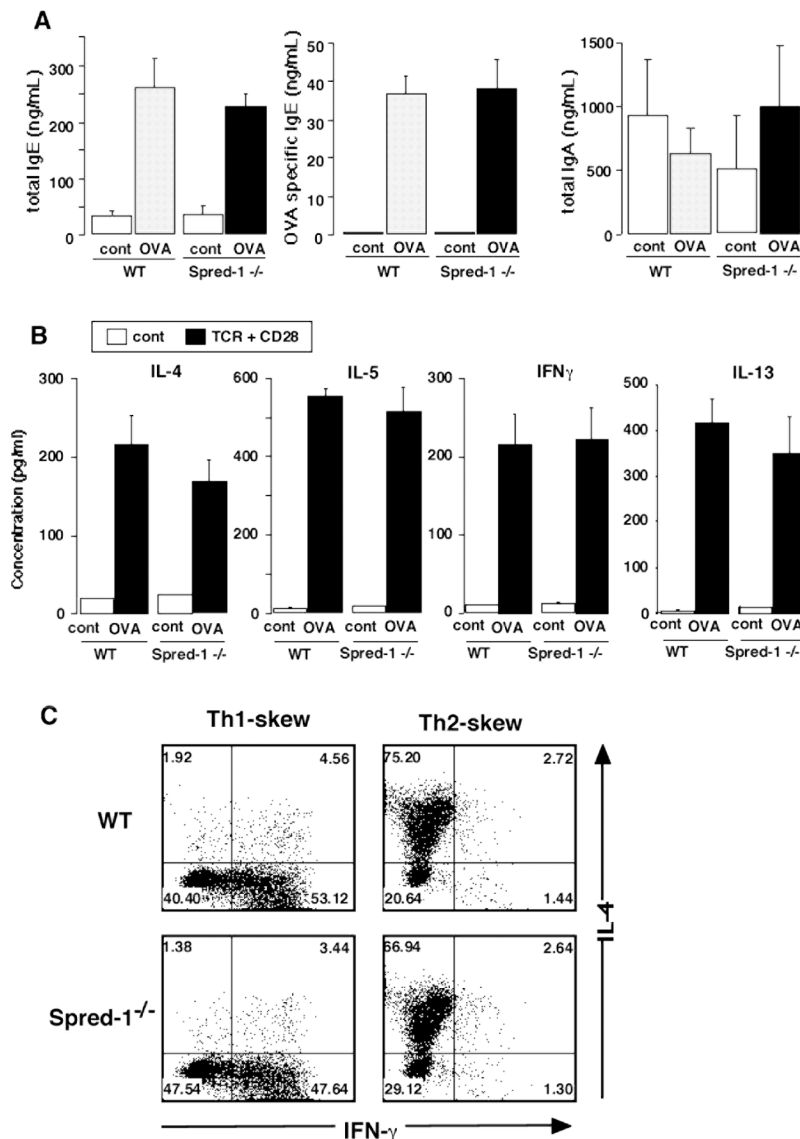 A
total IgE (ng/mL)
300
200
100
0
cont OVA cont OVA
WT Spred-1 -/-
OVA specific IgE (ng/mL)
50
40
30
20
10
0
cont OVA cont OVA
WT Spred-1 -/-
total IgA (ng/mL)
1500
1000
500
0
cont OVA cont OVA
WT Spred-1 -/-
B
cont TCR + CD28
Concentration (pg/ml)
IL-4
300
200
100
0
cont OVA cont OVA
WT Spred-1 -/-
IL-5
600
400
200
0
cont OVA cont OVA
WT Spred-1 -/-
IFNγ
300
200
100
0
cont OVA cont OVA
WT Spred-1 -/-
IL-13
500
400
300
200
100
0
cont OVA cont OVA
WT Spred-1 -/-
C
Th1-skew Th2-skew
WT
1.92 4.56
40.40 53.12
75.20 2.72
20.64 1.44
Spred-1-/-
1.38 3.44
47.54 47.64
66.94 2.64
29.12 1.30
IL-4
IFN-γ